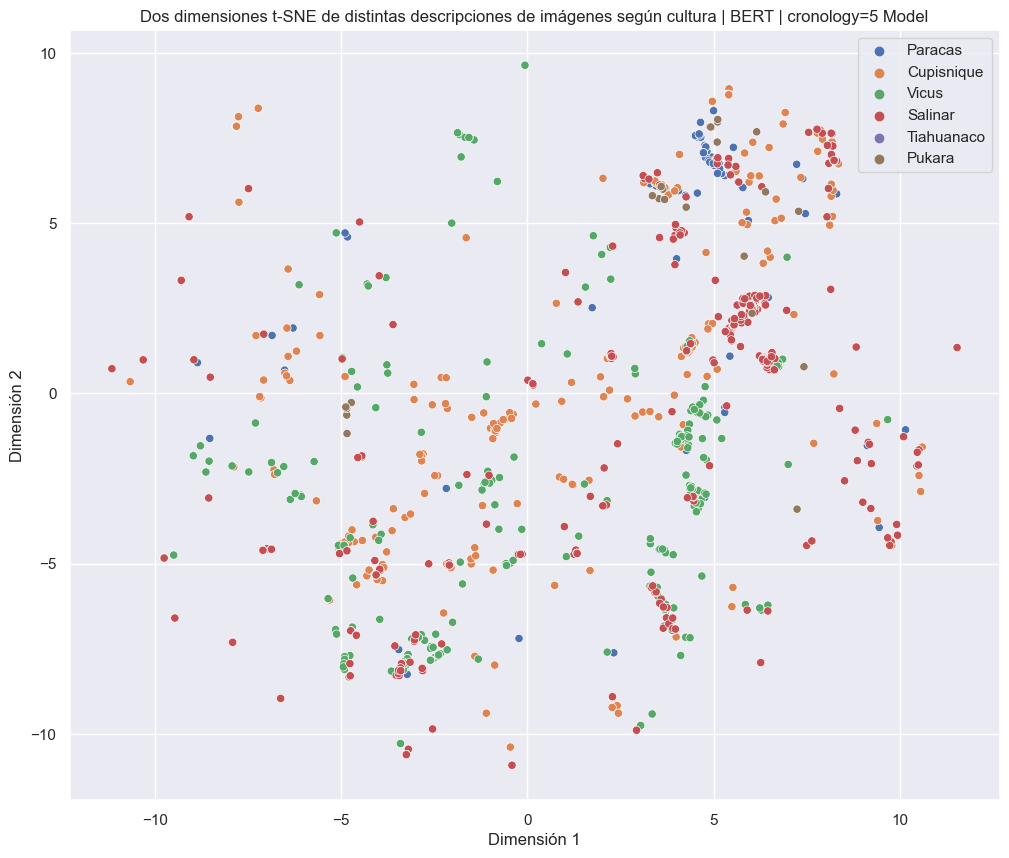 Dos dimensiones t-SNE de distintas descripciones de imágenes según cultura | BERT | cronology=5 Model
10
5
0
−5
−10
Dimensión 2
−10
−5
0
5
10
Dimensión 1
Paracas
Cupisnique
Vicus
Salinar
Tiahuanaco
Pukara